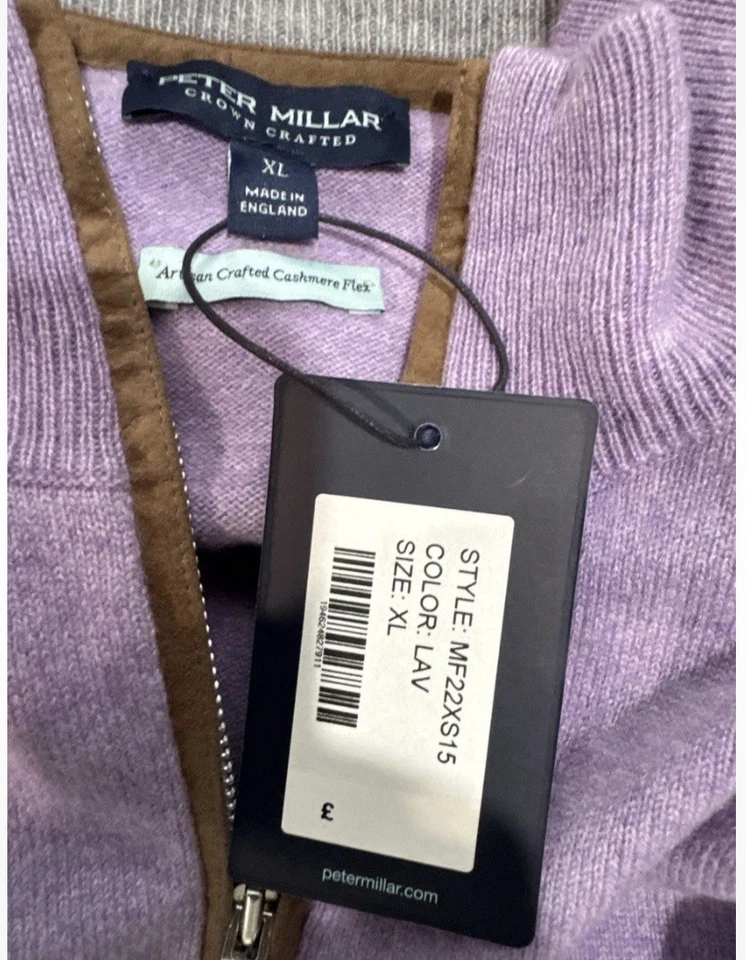 PETER MILLAR
CROWN CRAFTED
XL
MADE IN
ENGLAND
"Artisan Crafted Cashmere Flex"
STYLE: MF22XS15
COLOR: LAV
SIZE: XL
194624827911
£
petermillar.com